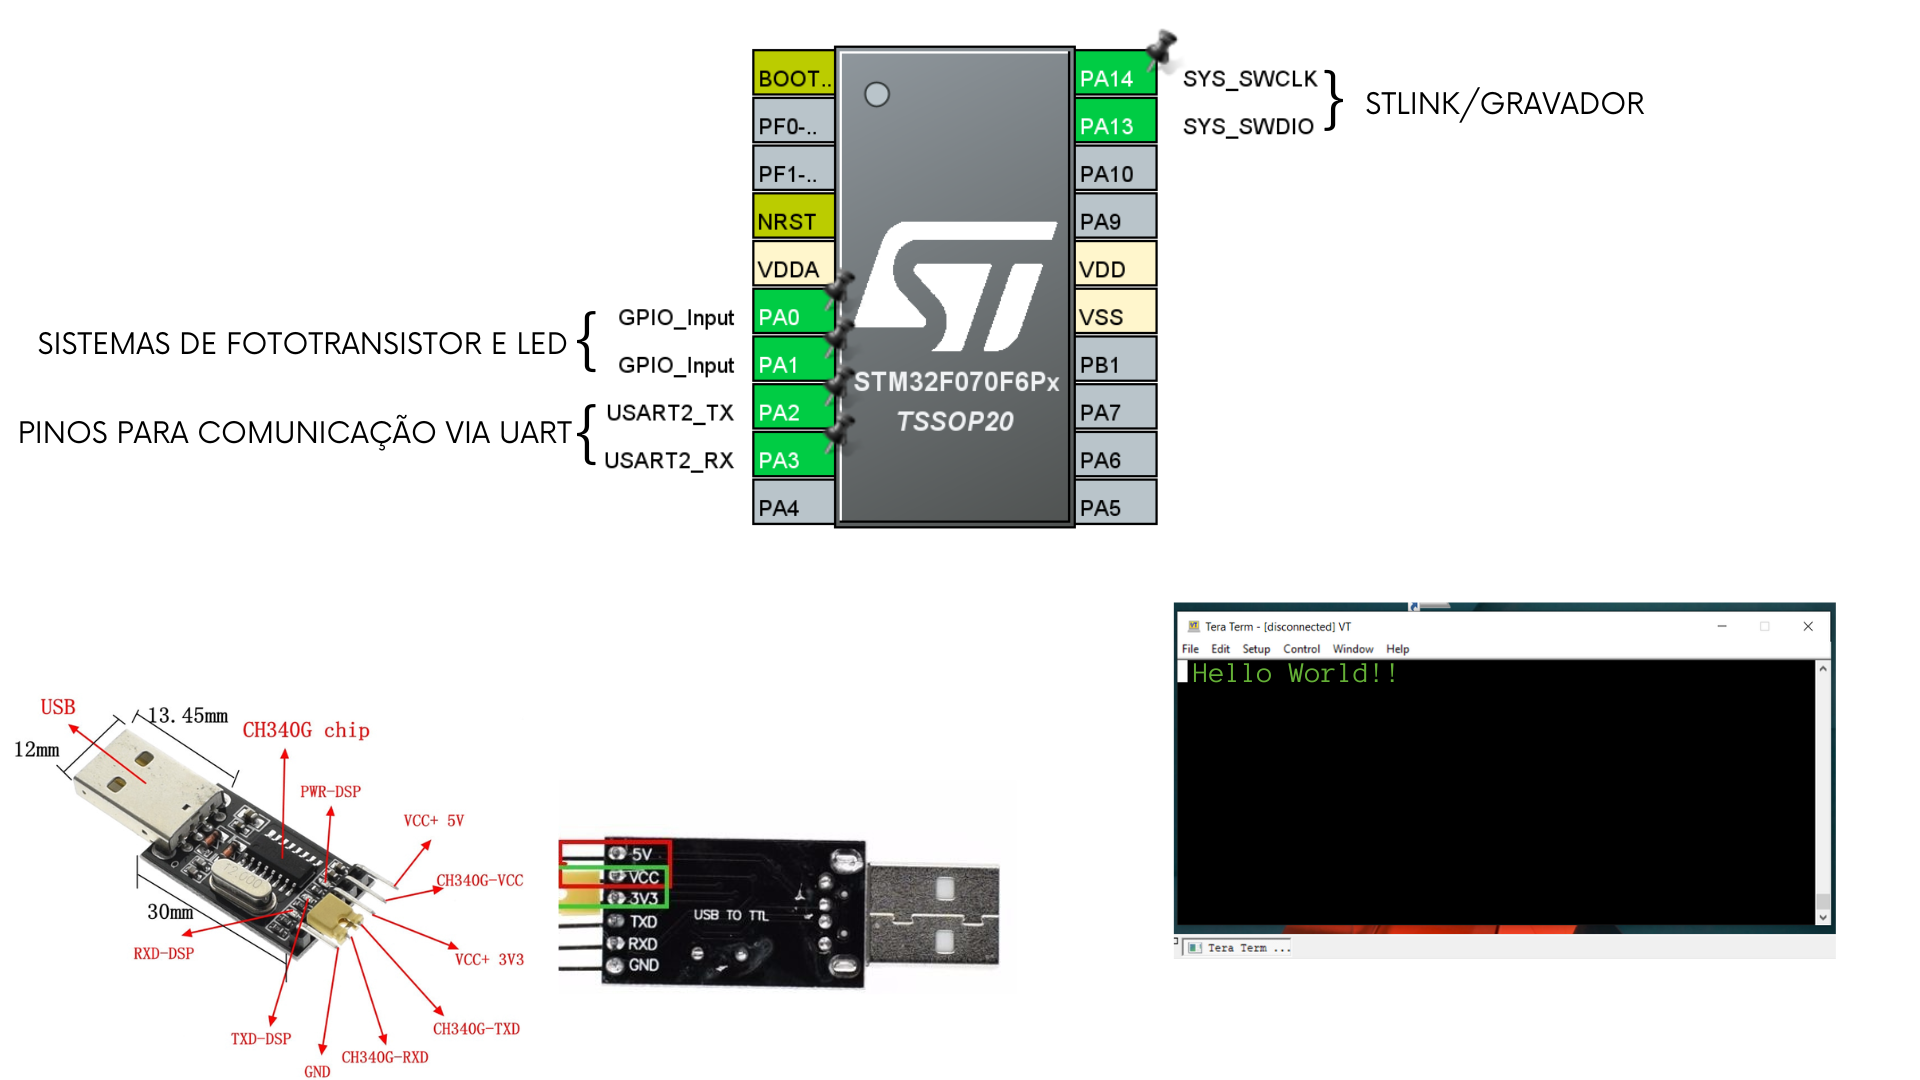 BOOT..
PF0-..
PF1-..
NRST
VDDA
PA0
PA1
PA2
PA3
PA4
PA14
PA13
PA10
PA9
VDD
VSS
PB1
PA7
PA6
PA5
SYS_SWCLK
SYS_SWDIO
STLINK/GRAVADOR
SISTEMAS DE FOTOTRANSISTOR E LED
GPIO_Input
GPIO_Input
PINOS PARA COMUNICAÇÃO VIA UART
USART2_TX
USART2_RX
ST
STM32F070F6Px
TSSOP20
USB
13.45mm
12mm
CH340G chip
PWR-DSP
VCC+ 5V
CH340G-VCC
30mm
RXD-DSP
VCC+ 3V3
CH340G-TXD
TXD-DSP
CH340G-RXD
GND
5V
VCC
3V3
TXD
RXD
GND
USB TO TTL
Tera Term - [disconnected] VT
File Edit Setup Control Window Help
Hello World!!
Tera Term ...